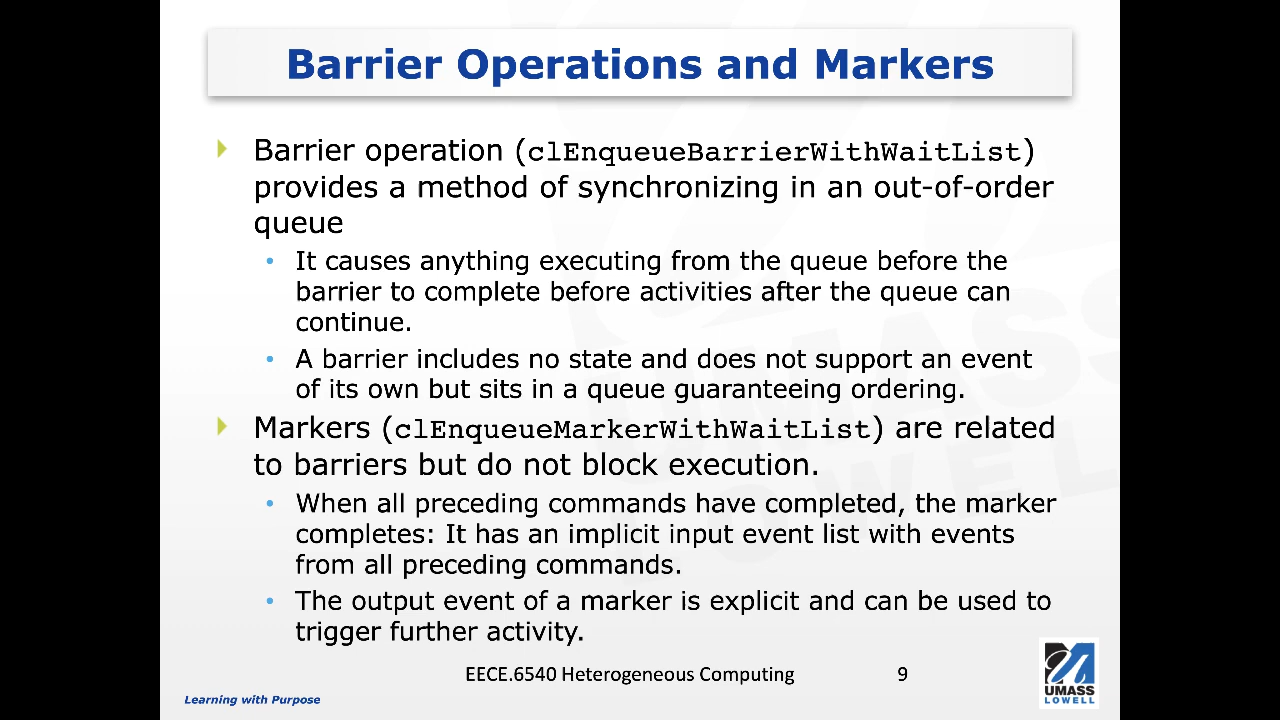 Barrier Operations and Markers
Barrier operation (clEnqueueBarrierWithWaitList)
provides a method of synchronizing in an out-of-order
queue
• It causes anything executing from the queue before the
barrier to complete before activities after the queue can
continue.
• A barrier includes no state and does not support an event
of its own but sits in a queue guaranteeing ordering.
Markers (clEnqueueMarkerWithWaitList) are related
to barriers but do not block execution.
• When all preceding commands have completed, the marker
completes: It has an implicit input event list with events
from all preceding commands.
• The output event of a marker is explicit and can be used to
trigger further activity.
EECE.6540 Heterogeneous Computing 9
UMASS
LOWELL
Learning with Purpose